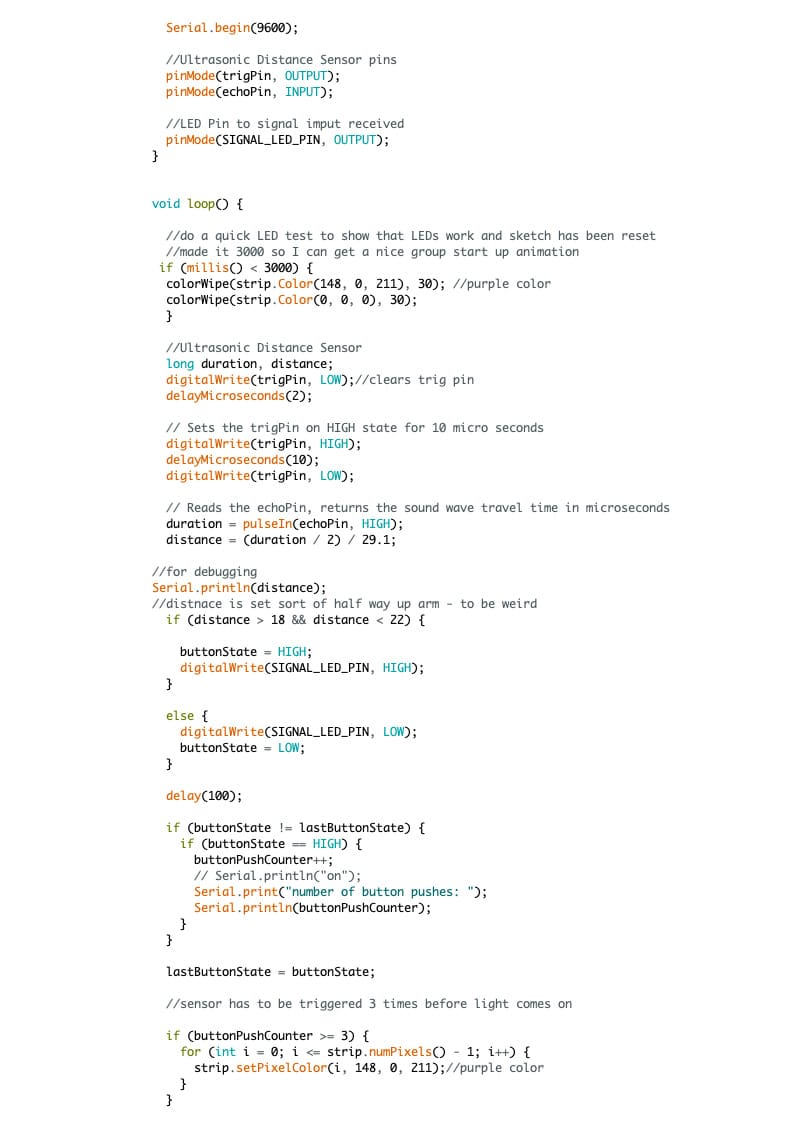 Serial.begin(9600);
//Ultrasonic Distance Sensor pins
pinMode(trigPin, OUTPUT);
pinMode(echoPin, INPUT);
//LED Pin to signal imput received
pinMode(SIGNAL_LED_PIN, OUTPUT);
}
void loop() {
//do a quick LED test to show that LEDs work and sketch has been reset
//made it 3000 so I can get a nice group start up animation
if (millis() < 3000) {
colorWipe(strip.Color(148, 0, 211), 30); //purple color
colorWipe(strip.Color(0, 0, 0), 30);
}
//Ultrasonic Distance Sensor
long duration, distance;
digitalWrite(trigPin, LOW);//clears trig pin
delayMicroseconds(2);
// Sets the trigPin on HIGH state for 10 micro seconds
digitalWrite(trigPin, HIGH);
delayMicroseconds(10);
digitalWrite(trigPin, LOW);
// Reads the echoPin, returns the sound wave travel time in microseconds
duration = pulseIn(echoPin, HIGH);
distance = (duration / 2) / 29.1;
//for debugging
Serial.println(distance);
//distnace is set sort of half way up arm - to be weird
if (distance > 18 && distance < 22) {
buttonState = HIGH;
digitalWrite(SIGNAL_LED_PIN, HIGH);
}
else {
digitalWrite(SIGNAL_LED_PIN, LOW);
buttonState = LOW;
}
delay(100);
if (buttonState != lastButtonState) {
if (buttonState == HIGH) {
buttonPushCounter++;
// Serial.println("on");
Serial.print("number of button pushes: ");
Serial.println(buttonPushCounter);
}
}
lastButtonState = buttonState;
//sensor has to be triggered 3 times before light comes on
if (buttonPushCounter >= 3) {
for (int i = 0; i <= strip.numPixels() - 1; i++) {
strip.setPixelColor(i, 148, 0, 211);//purple color
}
}